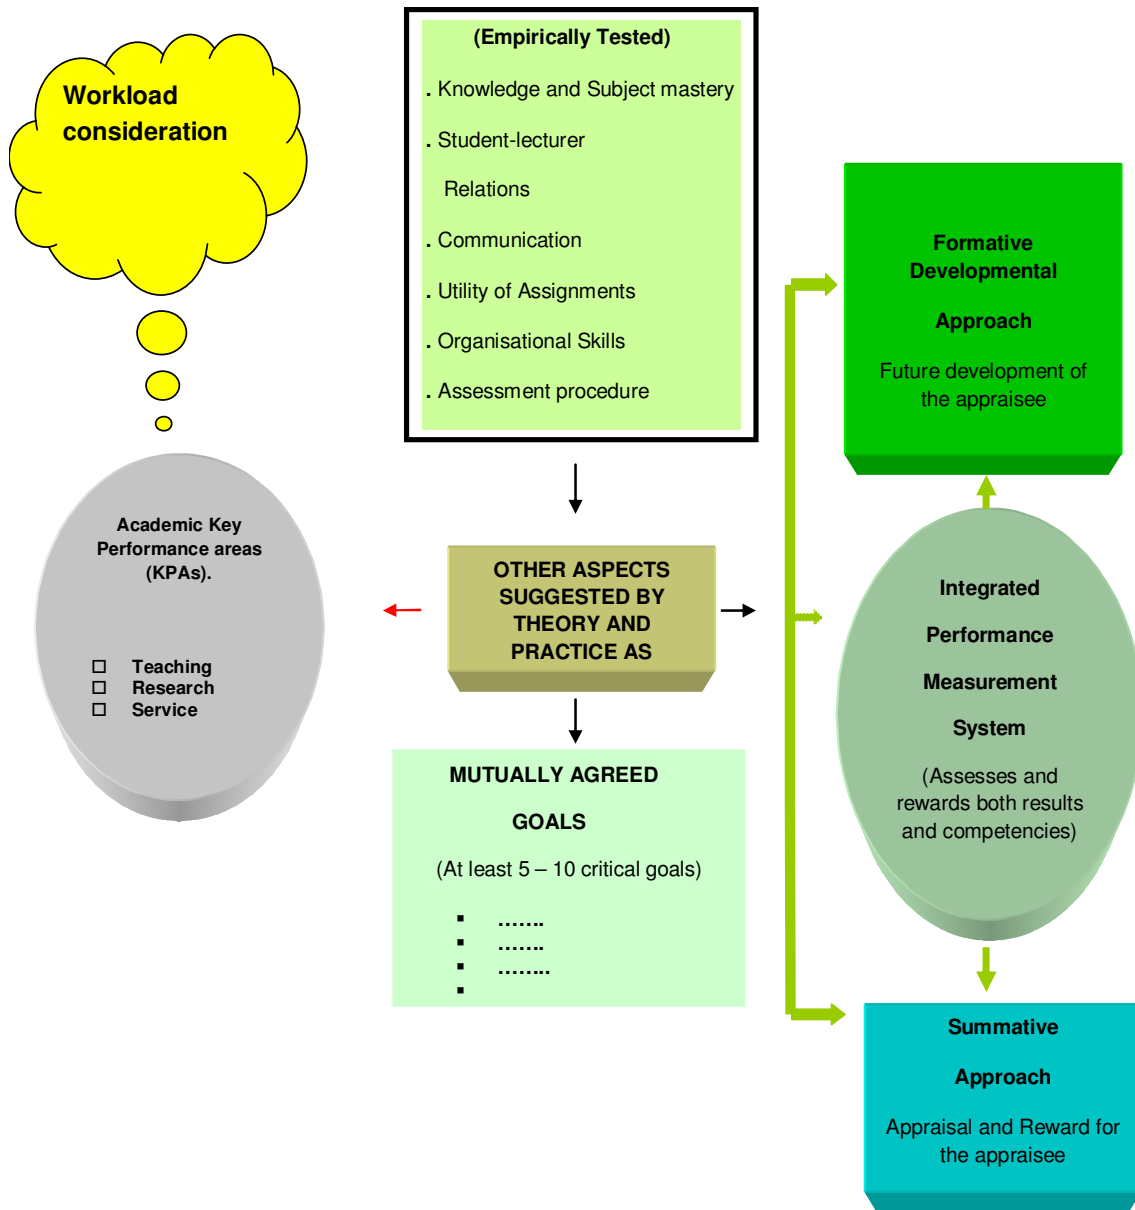 Workload
consideration
(Empirically Tested)
. Knowledge and Subject mastery
. Student-lecturer
Relations
. Communication
. Utility of Assignments
. Organisational Skills
. Assessment procedure
Formative
Developmental
Approach
Future development of
the appraisee
Academic Key
Performance areas
(KPAs).
□ Teaching
□ Research
□ Service
OTHER ASPECTS
SUGGESTED BY
THEORY AND
PRACTICE AS
Integrated
Performance
Measurement
System
(Assesses and
rewards both results
and competencies)
MUTUALLY AGREED
GOALS
(At least 5 – 10 critical goals)
▪ …….
▪ …….
▪ ……..
▪
Summative
Approach
Appraisal and Reward for
the appraisee